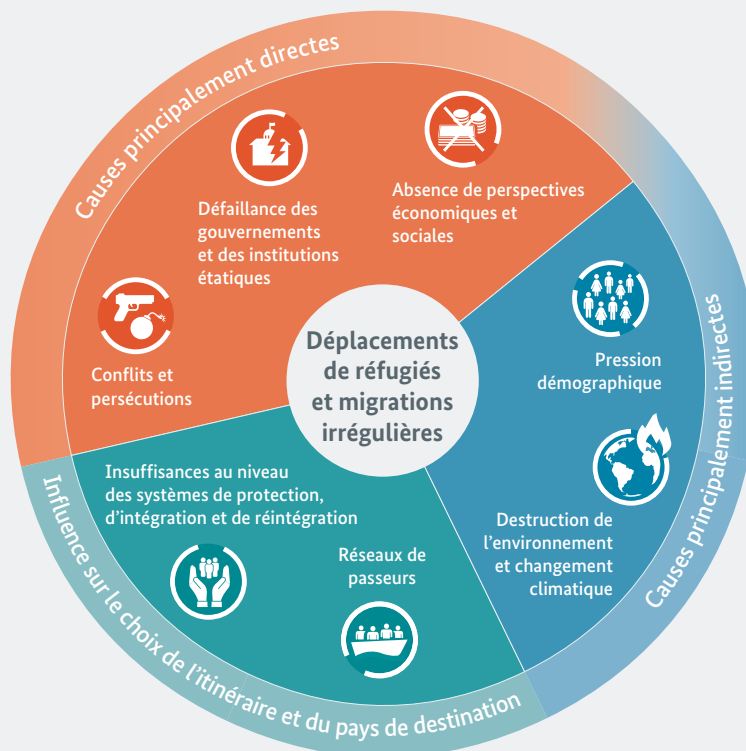 Causes principalement directes
Défaillance des
gouvernements
et des institutions
étatiques
Absence de perspectives
économiques et
sociales
Conflits et
persécutions
Déplacements
de réfugiés
et migrations
irrégulières
Pression
démographique
Destruction de
l'environnement
et changement
climatique
Causes principalement indirectes
Insuffisances au niveau
des systèmes de protection,
d'intégration et de réintégration
Réseaux de
passeurs
Influence sur le choix de l'itinéraire et du pays de destination